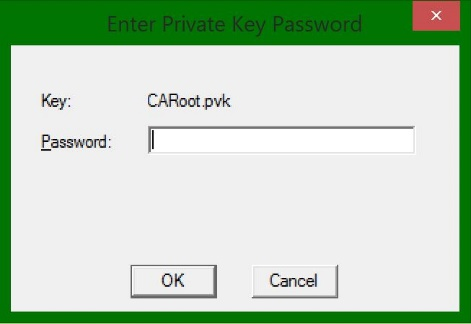 Enter Private Key Password
Key: CARoot.pvk
Password:
OK Cancel